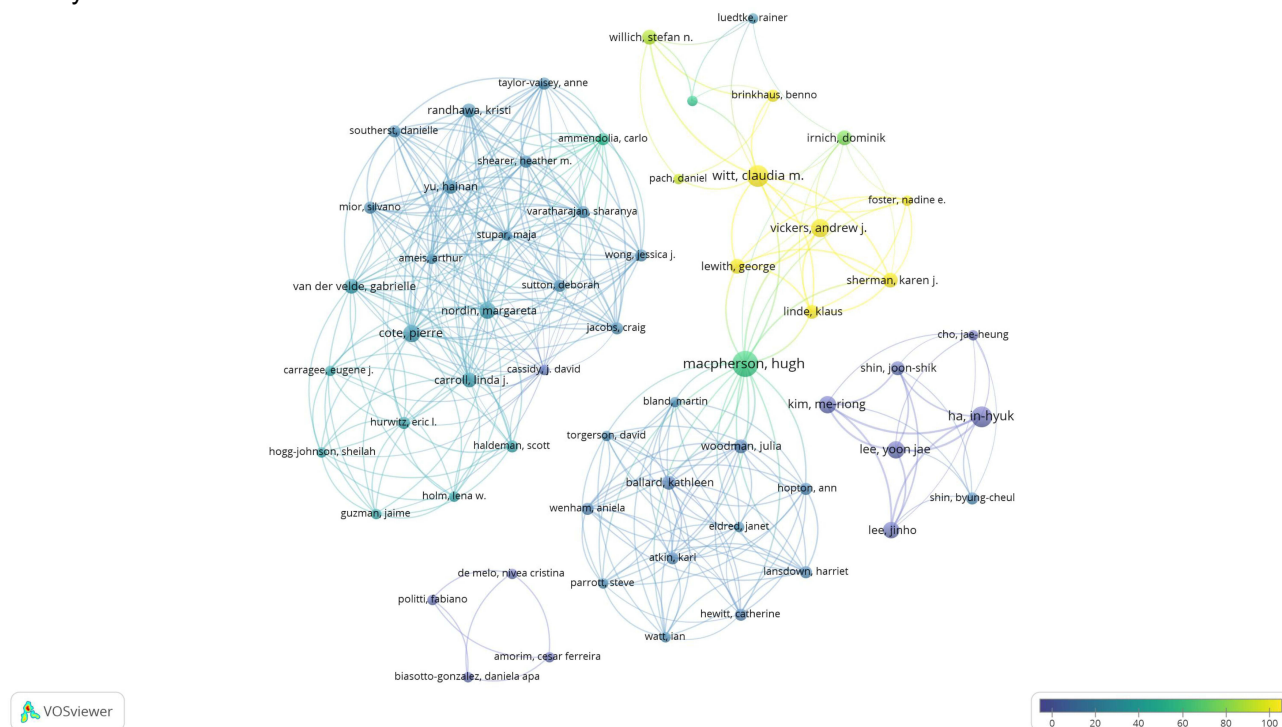 luedtke, rainer
willich, stefan n.
taylor-vaisey, anne
brinkhaus, benno
randhawa, kristi
southerst, danielle
ammendolia, carlo
irnich, dominik
shearer, heather m.
pach, daniel
witt, claudia m.
yu, hainan
foster, nadine e.
mior, silvano
varatharajan, sharanya
vickers, andrew j.
stupar, maja
ameis, arthur
wong, jessica j.
lewith, george
sherman, karen j.
van der velde, gabrielle
sutton, deborah
nordin, margareta
linde, klaus
cote, pierre
jacobs, craig
cho, jae-heung
macpherson, hugh
carragee, eugene j.
cassidy, j. david
shin, joon-shik
carroll, linda j.
bland, martin
kim, me-riong
ha, in-hyuk
hurwitz, eric l.
torgerson, david
haldeman, scott
woodman, julia
hogg-johnson, sheilah
lee, yoon jae
ballard, kathleen
hopton, ann
holm, lena w.
shin, byung-cheul
guzman, jaime
wenham, aniela
eldred, janet
lee, jinho
atkin, kari
de melo, nivea cristina
lansdown, harriet
parrott, steve
politti, fabiano
hewitt, catherine
watt, ian
amorim, cesar ferreira
biasotto-gonzalez, daniela apa
VOSviewer
0 20 40 60 80 100